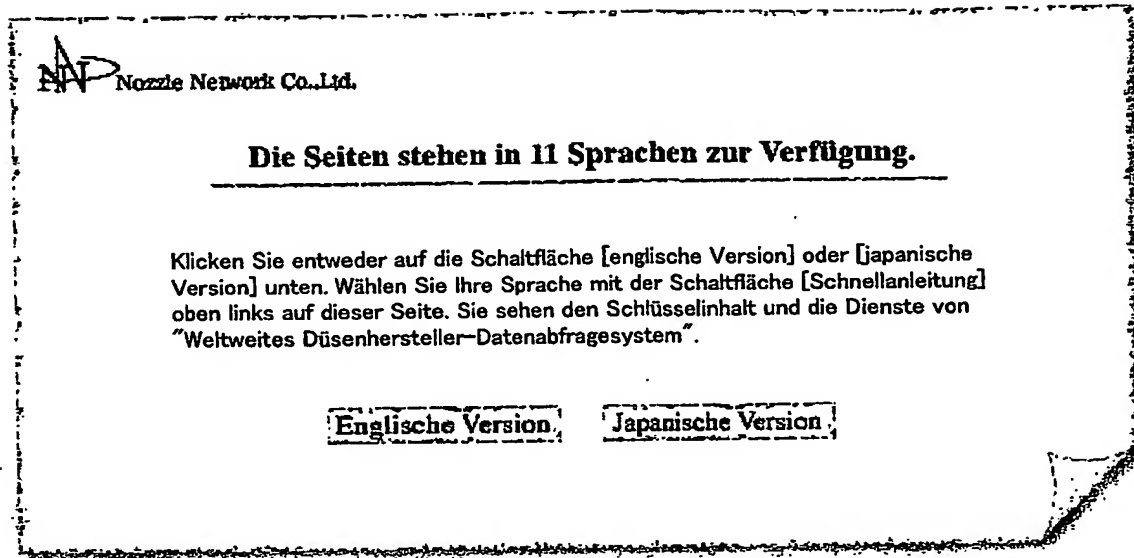 NNP Nozzle Network Co.,Ltd.
Die Seiten stehen in 11 Sprachen zur Verfügung.
Klicken Sie entweder auf die Schaltfläche [englische Version] oder [japanische
Version] unten. Wählen Sie Ihre Sprache mit der Schaltfläche [Schnellanleitung]
oben links auf dieser Seite. Sie sehen den Schlüsselinhalt und die Dienste von
"Weltweites Düsenhersteller-Datenabfragesystem".
Englische Version Japanische Version